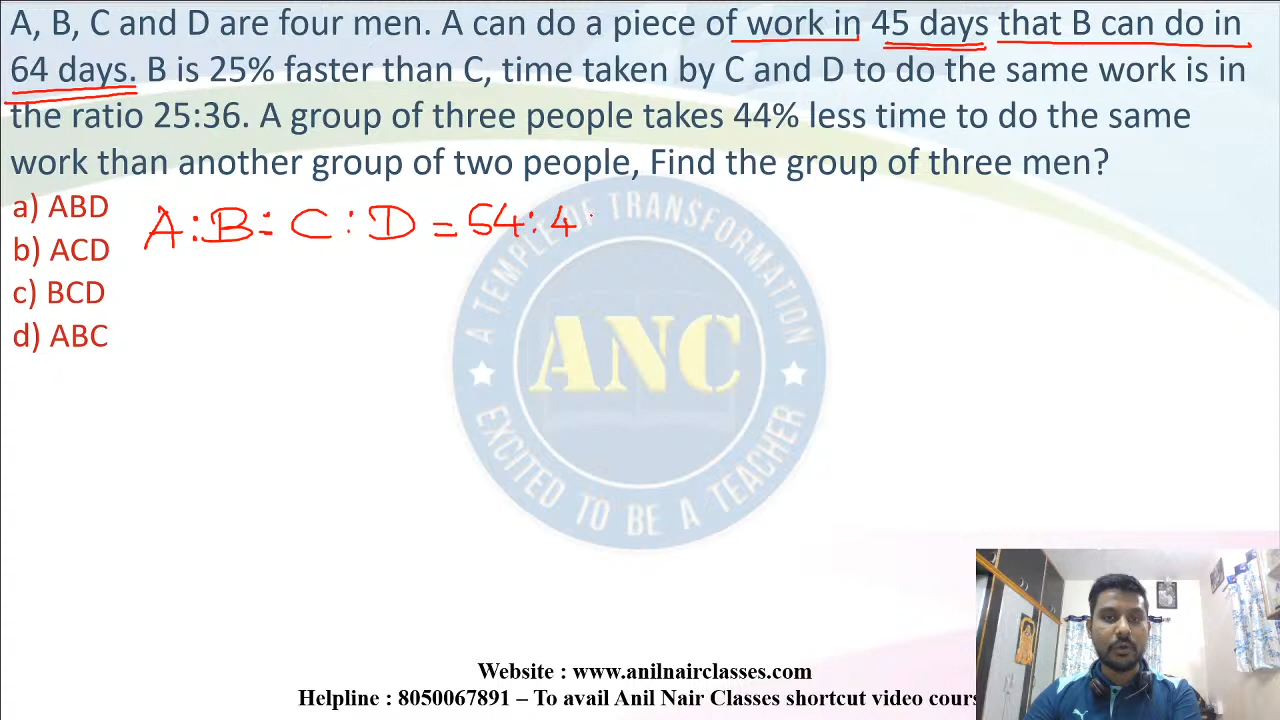 A, B, C and D are four men. A can do a piece of work in 45 days that B can do in
64 days. B is 25% faster than C, time taken by C and D to do the same work is in
the ratio 25:36. A group of three people takes 44% less time to do the same
work than another group of two people, Find the group of three men?
a) ABD
b) ACD
c) BCD
d) ABC
A:B:C:D = 54:4
A TEMPLE OF TRANSFORMATION
ANC
EXCITED TO BE A TEACHER
Website : www.anilnairclasses.com
Helpline : 8050067891 – To avail Anil Nair Classes shortcut video cours